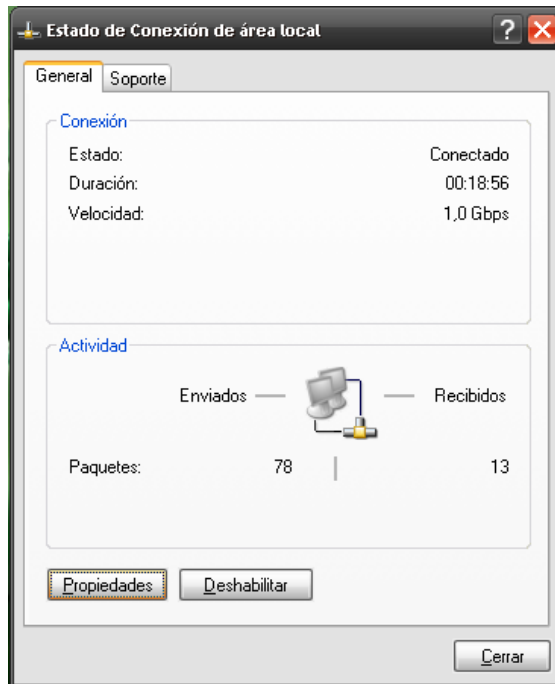 Estado de Conexión de área local
General Soporte
Conexión
Estado: Conectado
Duración: 00:18:56
Velocidad: 1,0 Gbps
Actividad
Enviados Recibidos
Paquetes: 78 13
Propiedades Deshabilitar
Cerrar